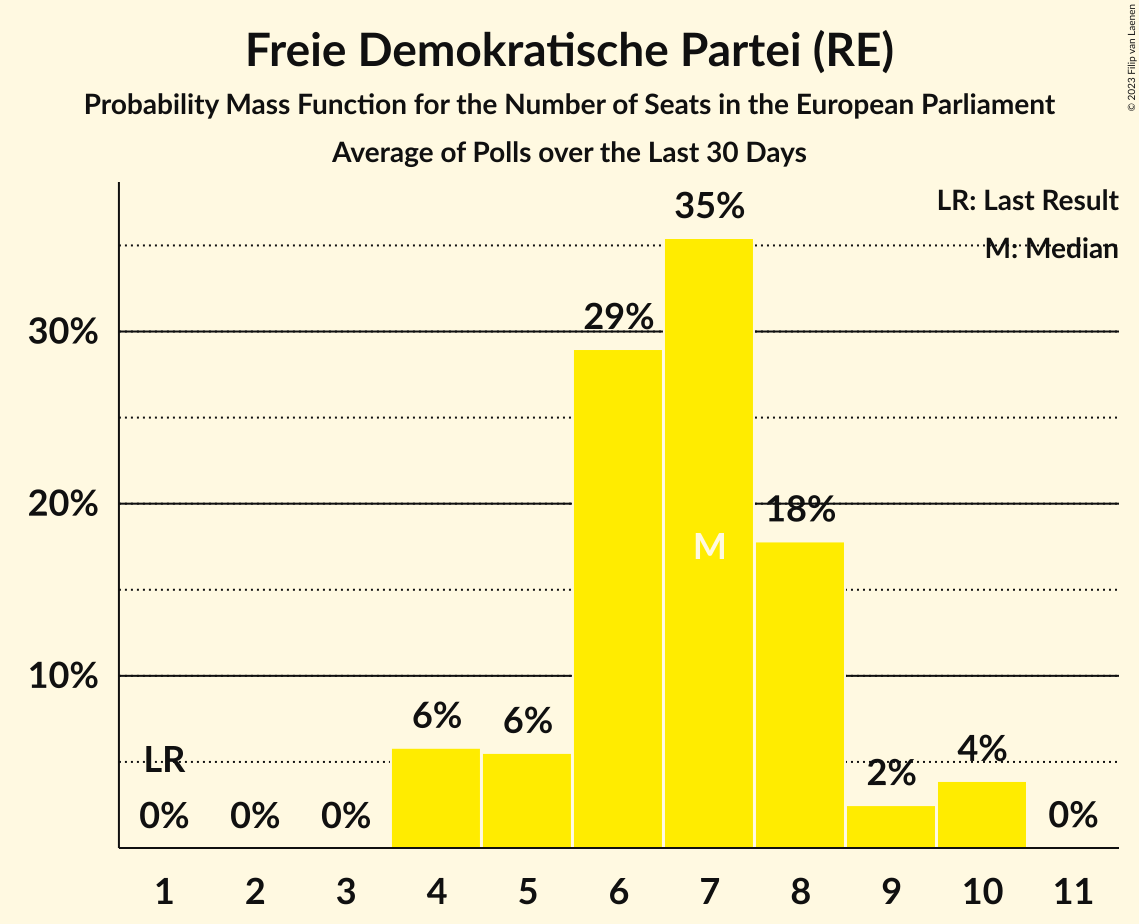 Freie Demokratische Partei (RE)
Probability Mass Function for the Number of Seats in the European Parliament
Average of Polls over the Last 30 Days
© 2023 Filip van Laenen
LR: Last Result
M: Median
30%
20%
10%
LR
0%
0%
0%
6%
6%
29%
35%
M
18%
2%
4%
0%
1 2 3 4 5 6 7 8 9 10 11